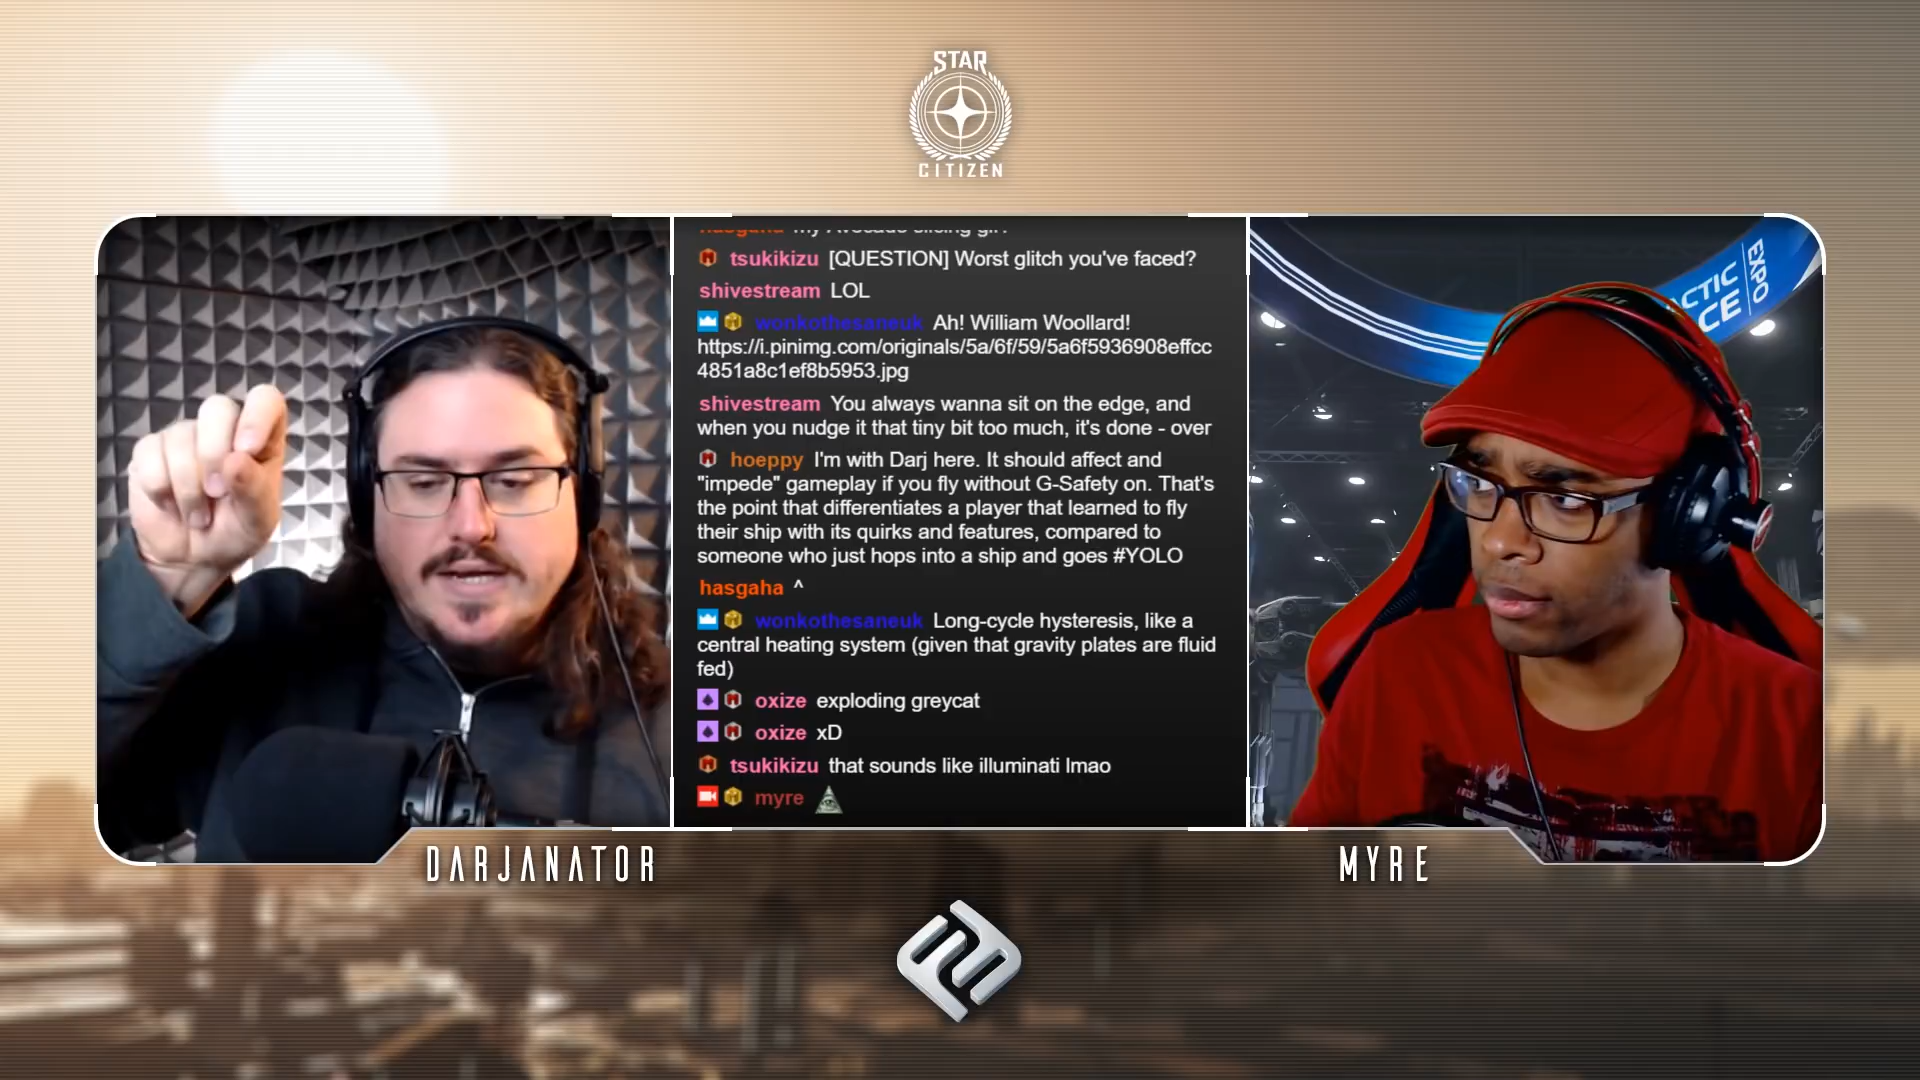 STAR
CITIZEN
tsukikizu [QUESTION] Worst glitch you've faced?
shivestream LOL
wonkothesaneuk Ah! William Woollard!
https://i.pinimg.com/originals/5a/6f/59/5a6f5936908effcc
4851a8c1ef8b5953.jpg
shivestream You always wanna sit on the edge, and
when you nudge it that tiny bit too much, it's done - over
hoeppy I'm with Darj here. It should affect and
"impede" gameplay if you fly without G-Safety on. That's
the point that differentiates a player that learned to fly
their ship with its quirks and features, compared to
someone who just hops into a ship and goes #YOLO
hasgaha ^
wonkothesaneuk Long-cycle hysteresis, like a
central heating system (given that gravity plates are fluid
fed)
oxize exploding greycat
oxize xD
tsukikizu that sounds like illuminati lmao
myre
EXPO
DARJANATOR
MYRE